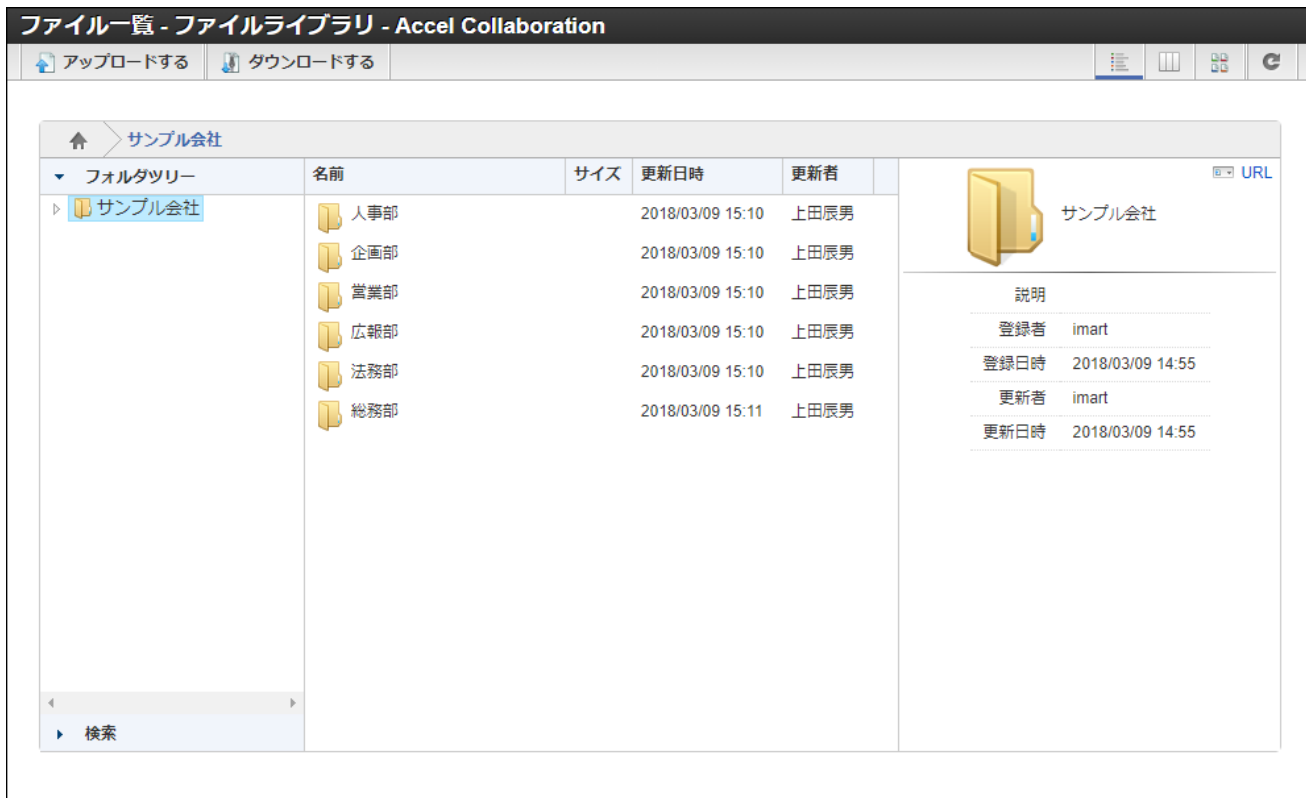 ファイル一覧 - ファイルライブラリ - Accel Collaboration
アップロードする ダウンロードする
サンプル会社
フォルダツリー
サンプル会社
検索
名前 サイズ 更新日時 更新者
人事部 2018/03/09 15:10 上田辰男
企画部 2018/03/09 15:10 上田辰男
営業部 2018/03/09 15:10 上田辰男
広報部 2018/03/09 15:10 上田辰男
法務部 2018/03/09 15:10 上田辰男
総務部 2018/03/09 15:11 上田辰男
URL
サンプル会社
説明
登録者 imart
登録日時 2018/03/09 14:55
更新者 imart
更新日時 2018/03/09 14:55